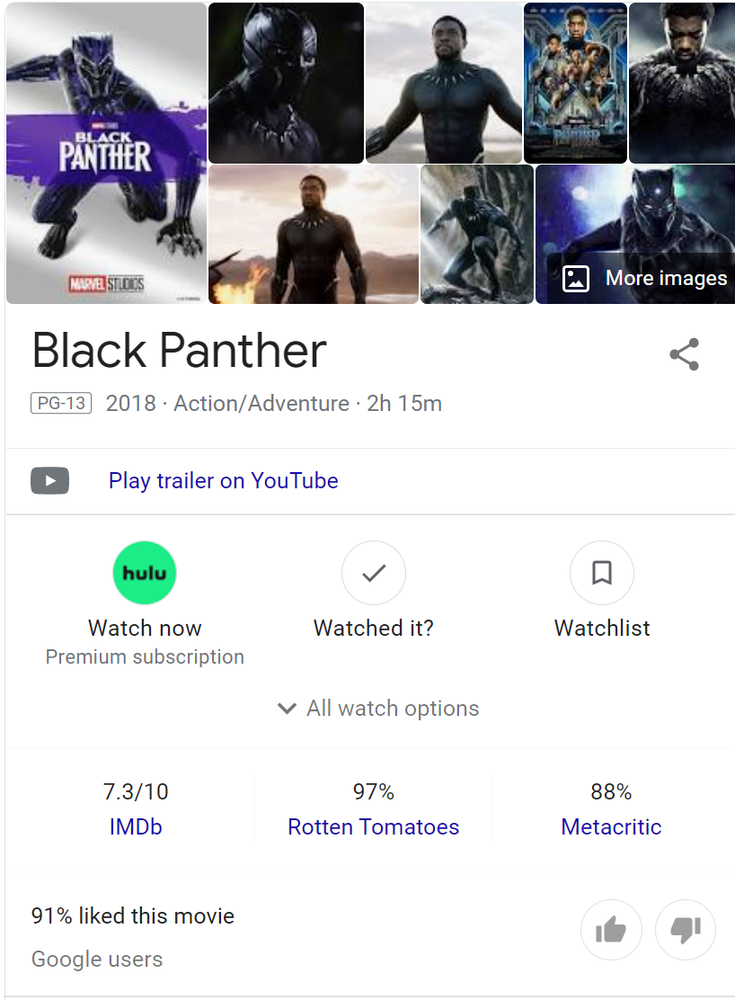 MARVEL STUDIOS
BLACK
PANTHER
MARVEL STUDIOS
More images
Black Panther
PG-13 2018 · Action/Adventure · 2h 15m
Play trailer on YouTube
hulu
Watch now
Premium subscription
Watched it?
Watchlist
All watch options
7.3/10
IMDb
97%
Rotten Tomatoes
88%
Metacritic
91% liked this movie
Google users